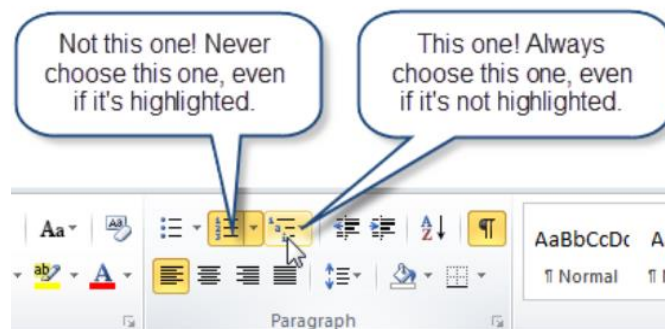 Not this one! Never
choose this one, even
if it's highlighted.
This one! Always
choose this one, even
if it's not highlighted.
Aa
A Z
¶
ab A
AaBbCcDc A
¶ Normal ¶
Paragraph